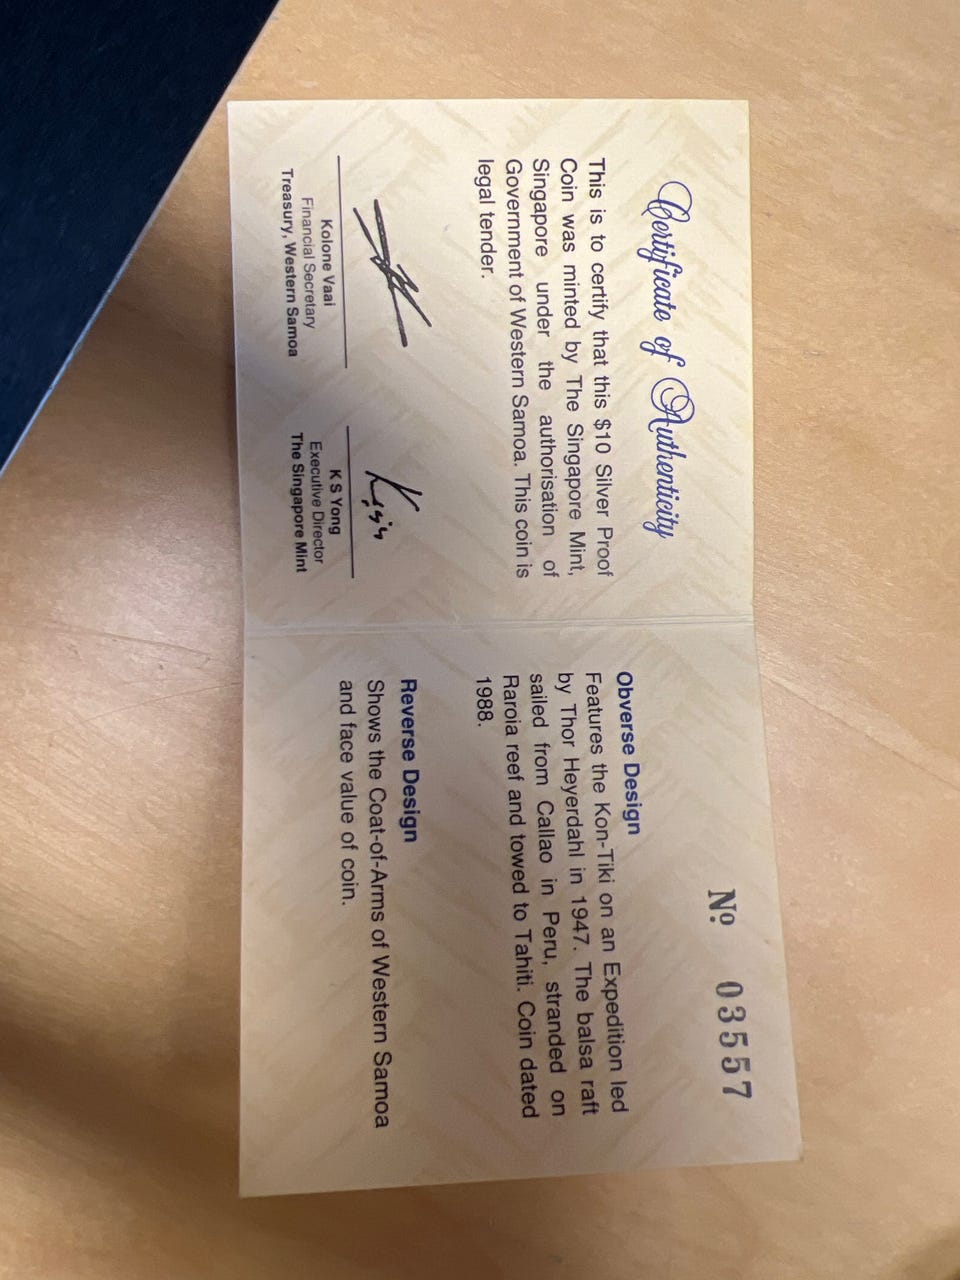 Certificate of Authenticity
This is to certify that this $10 Silver Proof
Coin was minted by The Singapore Mint,
Singapore under the authorisation of
Government of Western Samoa. This coin is
legal tender.
Kolone Vaai
Financial Secretary
Treasury, Western Samoa
K S Yong
Executive Director
The Singapore Mint
Nº 03557
Obverse Design
Features the Kon-Tiki on an Expedition led
by Thor Heyerdahl in 1947. The balsa raft
sailed from Callao in Peru, stranded on
Raroia reef and towed to Tahiti. Coin dated
1988.
Reverse Design
Shows the Coat-of-Arms of Western Samoa
and face value of coin.